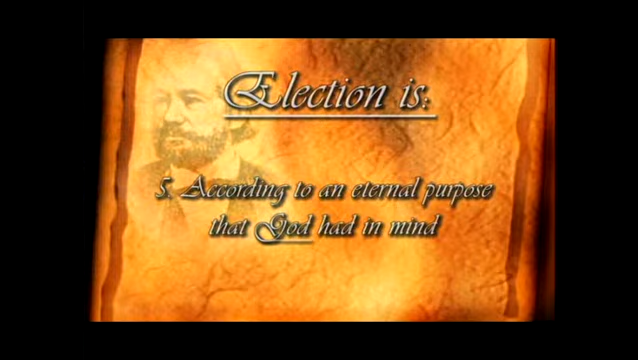 Election is:
5. According to an eternal purpose
that God had in mind